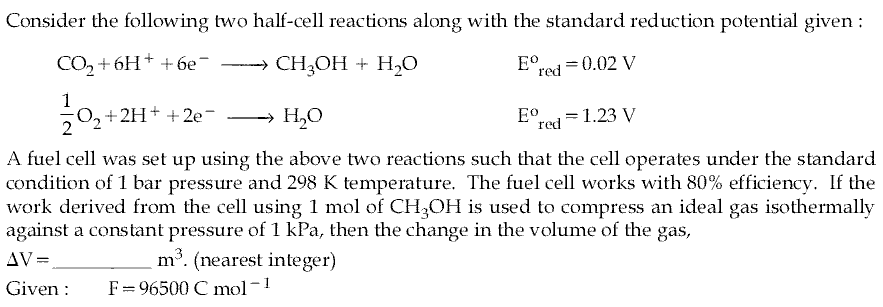 Consider the following two half-cell reactions along with the standard reduction potential given :
CO₂ + 6H⁺ + 6e⁻ ⟶ CH₃OH + H₂O E°red = 0.02 V
1/2 O₂ + 2H⁺ + 2e⁻ ⟶ H₂O E°red = 1.23 V
A fuel cell was set up using the above two reactions such that the cell operates under the standard
condition of 1 bar pressure and 298 K temperature. The fuel cell works with 80% efficiency. If the
work derived from the cell using 1 mol of CH₃OH is used to compress an ideal gas isothermally
against a constant pressure of 1 kPa, then the change in the volume of the gas,
ΔV = __________ m³. (nearest integer)
Given : F = 96500 C mol⁻¹